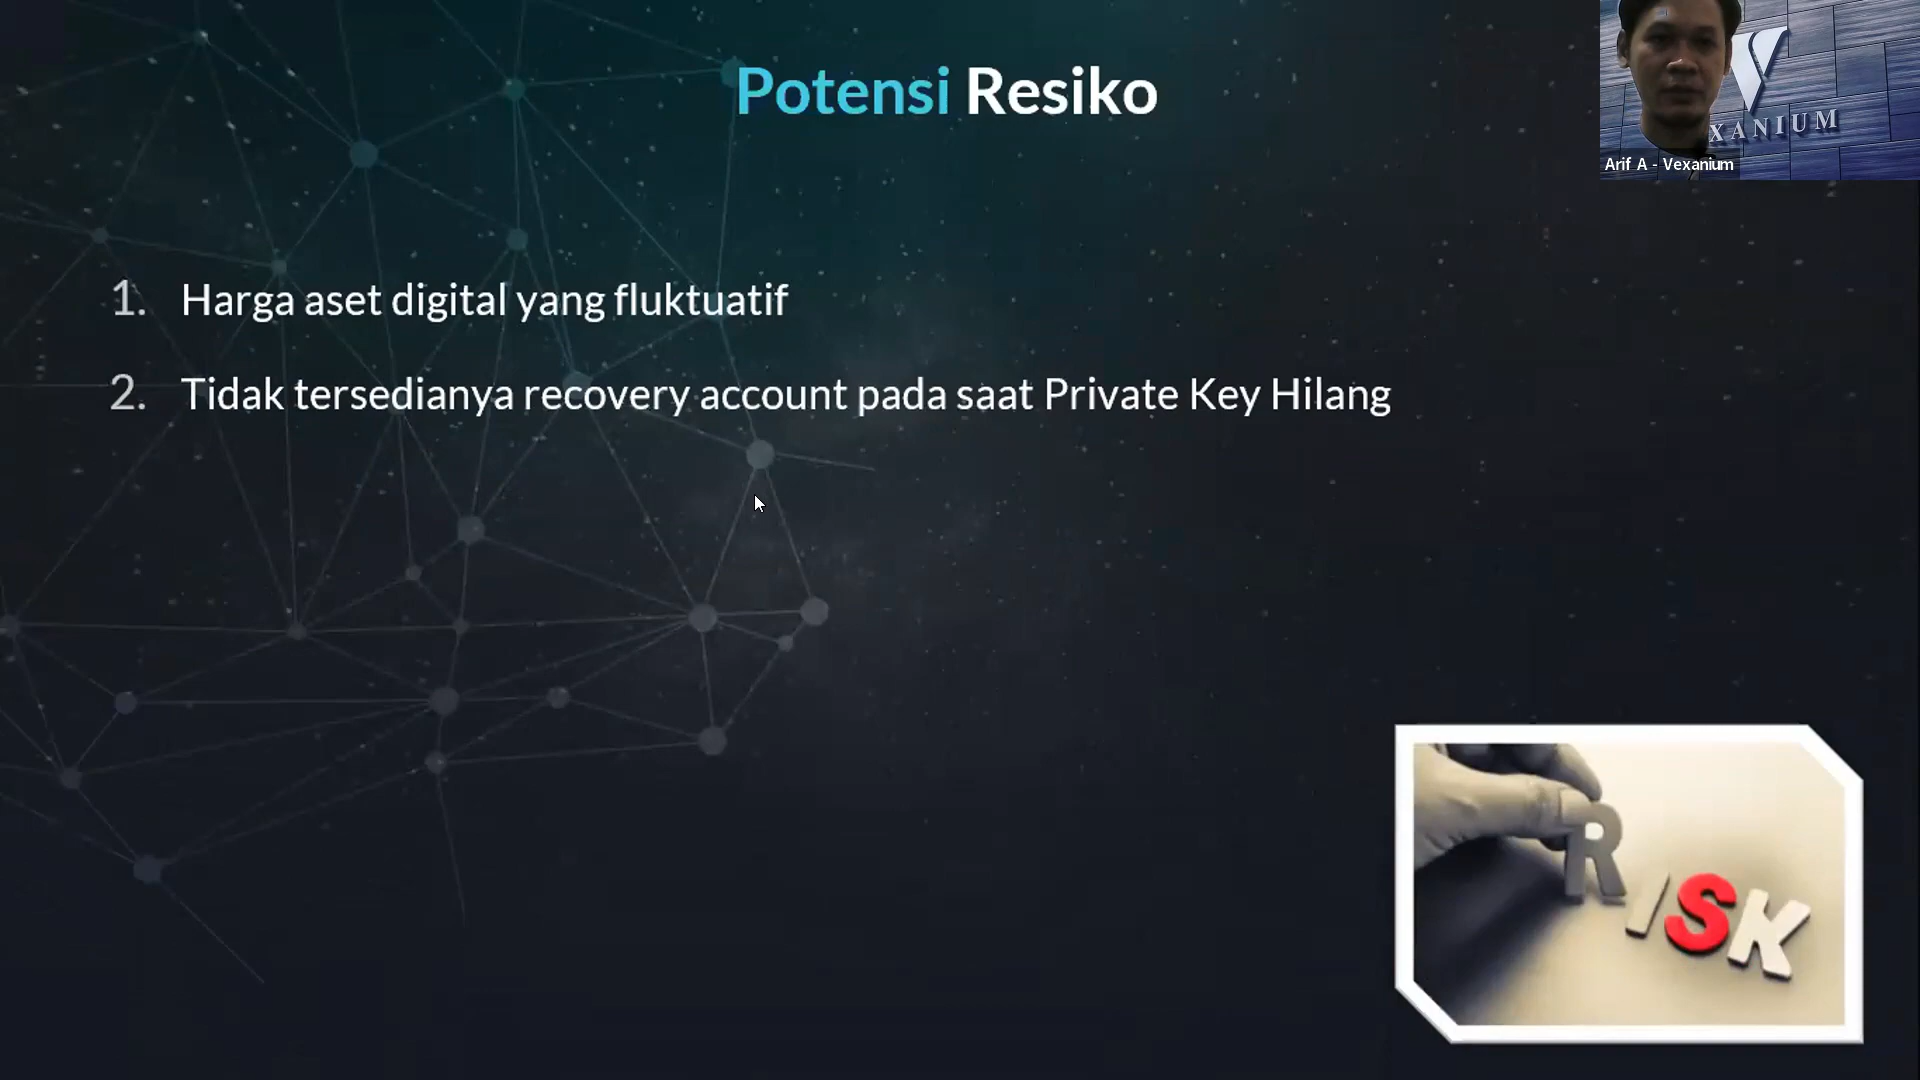 Potensi Resiko
XANIUM
Arif A - Vexanium
1. Harga aset digital yang fluktuatif
2. Tidak tersedianya recovery account pada saat Private Key Hilang
RISK